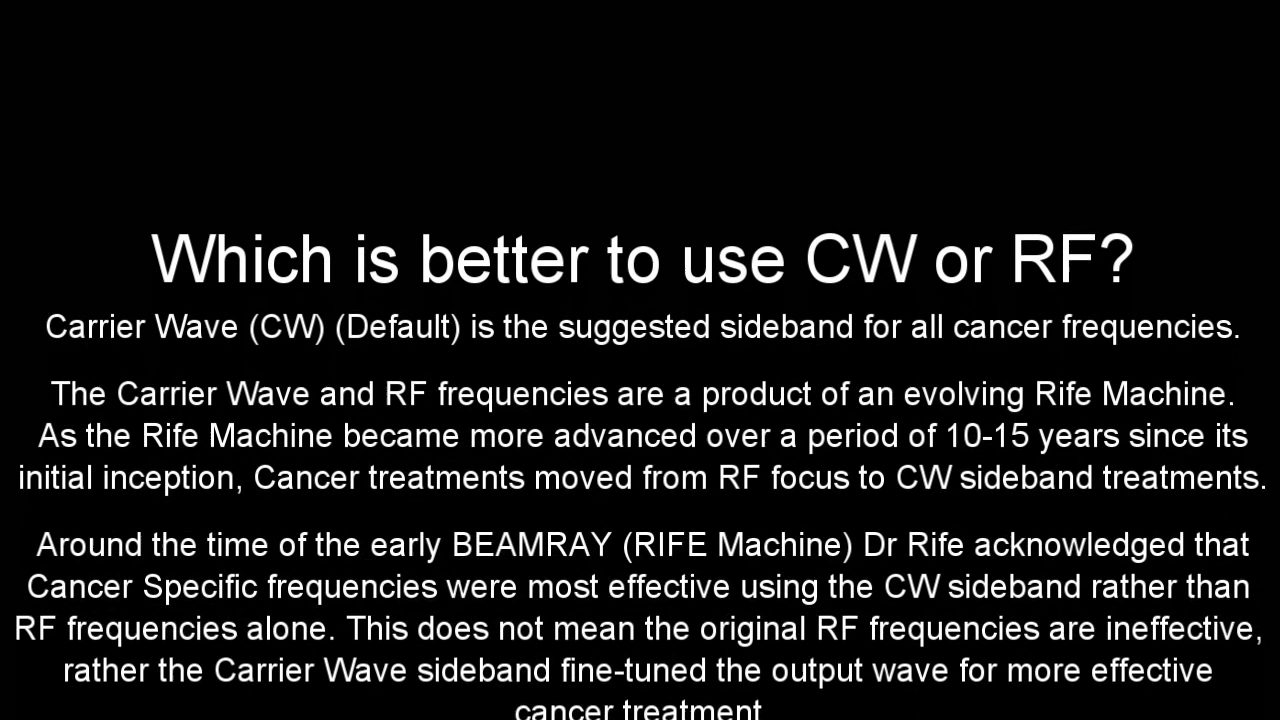 Which is better to use CW or RF?
Carrier Wave (CW) (Default) is the suggested sideband for all cancer frequencies.
The Carrier Wave and RF frequencies are a product of an evolving Rife Machine.
As the Rife Machine became more advanced over a period of 10-15 years since its
initial inception, Cancer treatments moved from RF focus to CW sideband treatments.
Around the time of the early BEAMRAY (RIFE Machine) Dr Rife acknowledged that
Cancer Specific frequencies were most effective using the CW sideband rather than
RF frequencies alone. This does not mean the original RF frequencies are ineffective,
rather the Carrier Wave sideband fine-tuned the output wave for more effective
cancer treatment